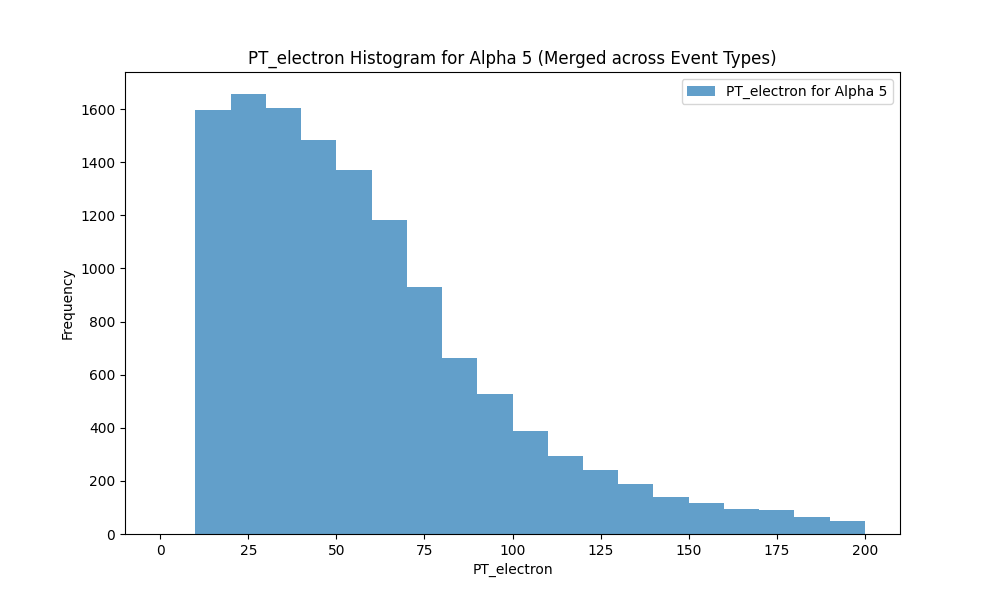 PT_electron Histogram for Alpha 5 (Merged across Event Types)
PT_electron for Alpha 5
1600
1400
1200
1000
800
600
400
200
0
Frequency
0 25 50 75 100 125 150 175 200
PT_electron